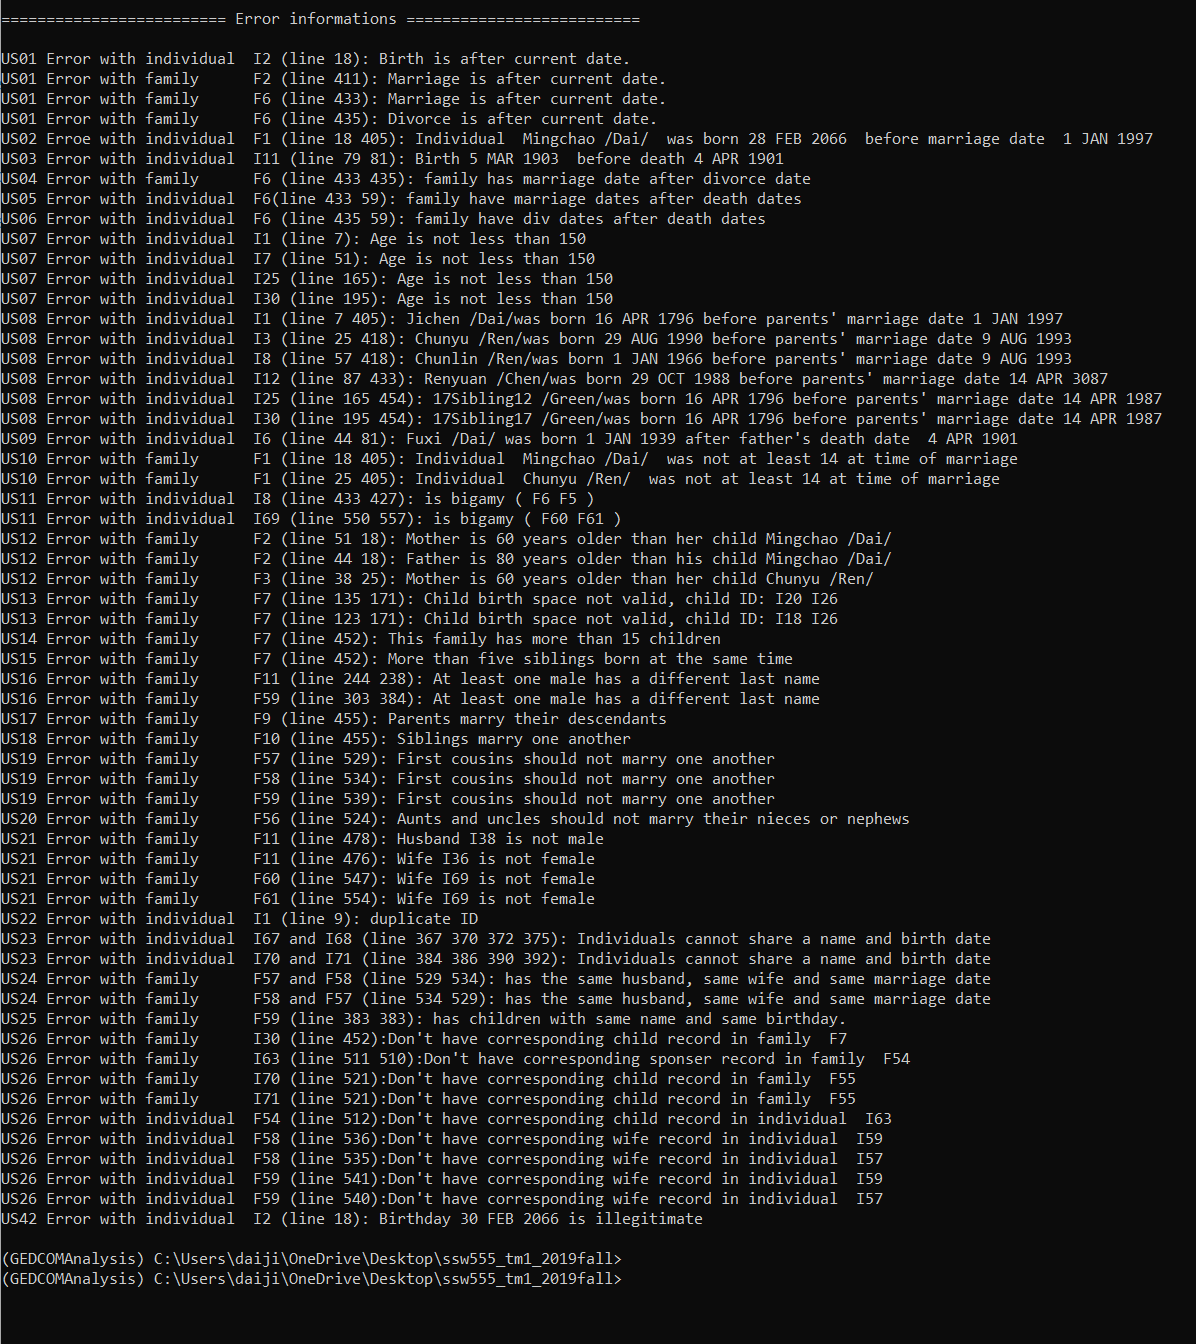 ========================= Error informations ==========================
US01 Error with individual  I2 (line 18): Birth is after current date.
US01 Error with family      F2 (line 411): Marriage is after current date.
US01 Error with family      F6 (line 433): Marriage is after current date.
US01 Error with family      F6 (line 435): Divorce is after current date.
US02 Erroe with individual  F1 (line 18 405): Individual  Mingchao /Dai/  was born 28 FEB 2066  before marriage date  1 JAN 1997
US03 Error with individual  I11 (line 79 81): Birth 5 MAR 1903  before death 4 APR 1901
US04 Error with family      F6 (line 433 435): family has marriage date after divorce date
US05 Error with individual  F6(line 433 59): family have marriage dates after death dates
US06 Error with individual  F6 (line 435 59): family have div dates after death dates
US07 Error with individual  I1 (line 7): Age is not less than 150
US07 Error with individual  I7 (line 51): Age is not less than 150
US07 Error with individual  I25 (line 165): Age is not less than 150
US07 Error with individual  I30 (line 195): Age is not less than 150
US08 Error with individual  I1 (line 7 405): Jichen /Dai/was born 16 APR 1796 before parents' marriage date 1 JAN 1997
US08 Error with individual  I3 (line 25 418): Chunyu /Ren/was born 29 AUG 1990 before parents' marriage date 9 AUG 1993
US08 Error with individual  I8 (line 57 418): Chunlin /Ren/was born 1 JAN 1966 before parents' marriage date 9 AUG 1993
US08 Error with individual  I12 (line 87 433): Renyuan /Chen/was born 29 OCT 1988 before parents' marriage date 14 APR 3087
US08 Error with individual  I25 (line 165 454): 17Sibling12 /Green/was born 16 APR 1796 before parents' marriage date 14 APR 1987
US08 Error with individual  I30 (line 195 454): 17Sibling17 /Green/was born 16 APR 1796 before parents' marriage date 14 APR 1987
US09 Error with individual  I6 (line 44 81): Fuxi /Dai/ was born 1 JAN 1939 after father's death date  4 APR 1901
US10 Error with family      F1 (line 18 405): Individual  Mingchao /Dai/  was not at least 14 at time of marriage
US10 Error with family      F1 (line 25 405): Individual  Chunyu /Ren/  was not at least 14 at time of marriage
US11 Error with individual  I8 (line 433 427): is bigamy ( F6 F5 )
US11 Error with individual  I69 (line 550 557): is bigamy ( F60 F61 )
US12 Error with family      F2 (line 51 18): Mother is 60 years older than her child Mingchao /Dai/
US12 Error with family      F2 (line 44 18): Father is 80 years older than his child Mingchao /Dai/
US12 Error with family      F3 (line 38 25): Mother is 60 years older than her child Chunyu /Ren/
US13 Error with family      F7 (line 135 171): Child birth space not valid, child ID: I20 I26
US13 Error with family      F7 (line 123 171): Child birth space not valid, child ID: I18 I26
US14 Error with family      F7 (line 452): This family has more than 15 children
US15 Error with family      F7 (line 452): More than five siblings born at the same time
US16 Error with family      F11 (line 244 238): At least one male has a different last name
US16 Error with family      F59 (line 303 384): At least one male has a different last name
US17 Error with family      F9 (line 455): Parents marry their descendants
US18 Error with family      F10 (line 455): Siblings marry one another
US19 Error with family      F57 (line 529): First cousins should not marry one another
US19 Error with family      F58 (line 534): First cousins should not marry one another
US19 Error with family      F59 (line 539): First cousins should not marry one another
US20 Error with family      F56 (line 524): Aunts and uncles should not marry their nieces or nephews
US21 Error with family      F11 (line 478): Husband I38 is not male
US21 Error with family      F11 (line 476): Wife I36 is not female
US21 Error with family      F60 (line 547): Wife I69 is not female
US21 Error with family      F61 (line 554): Wife I69 is not female
US22 Error with individual  I1 (line 9): duplicate ID
US23 Error with individual  I67 and I68 (line 367 370 372 375): Individuals cannot share a name and birth date
US23 Error with individual  I70 and I71 (line 384 386 390 392): Individuals cannot share a name and birth date
US24 Error with family      F57 and F58 (line 529 534): has the same husband, same wife and same marriage date
US24 Error with family      F58 and F57 (line 534 529): has the same husband, same wife and same marriage date
US25 Error with family      F59 (line 383 383): has children with same name and same birthday.
US26 Error with family      I30 (line 452):Don't have corresponding child record in family  F7
US26 Error with family      I63 (line 511 510):Don't have corresponding sponser record in family  F54
US26 Error with family      I70 (line 521):Don't have corresponding child record in family  F55
US26 Error with family      I71 (line 521):Don't have corresponding child record in family  F55
US26 Error with individual  F54 (line 512):Don't have corresponding child record in individual  I63
US26 Error with individual  F58 (line 536):Don't have corresponding wife record in individual  I59
US26 Error with individual  F58 (line 535):Don't have corresponding wife record in individual  I57
US26 Error with individual  F59 (line 541):Don't have corresponding wife record in individual  I59
US26 Error with individual  F59 (line 540):Don't have corresponding wife record in individual  I57
US42 Error with individual  I2 (line 18): Birthday 30 FEB 2066 is illegitimate
(GEDCOMAnalysis) C:\Users\daiji\OneDrive\Desktop\ssw555_tm1_2019fall>
(GEDCOMAnalysis) C:\Users\daiji\OneDrive\Desktop\ssw555_tm1_2019fall>